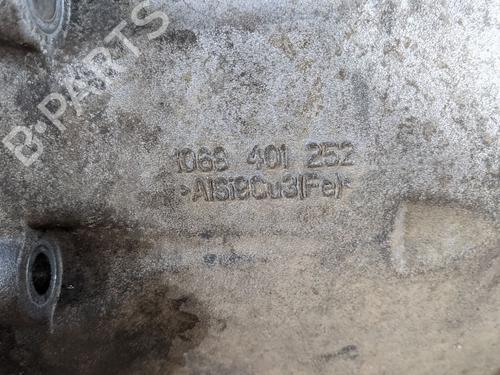 B-PARTS
1068 401 252
>AlSi9Cu3(Fe)<